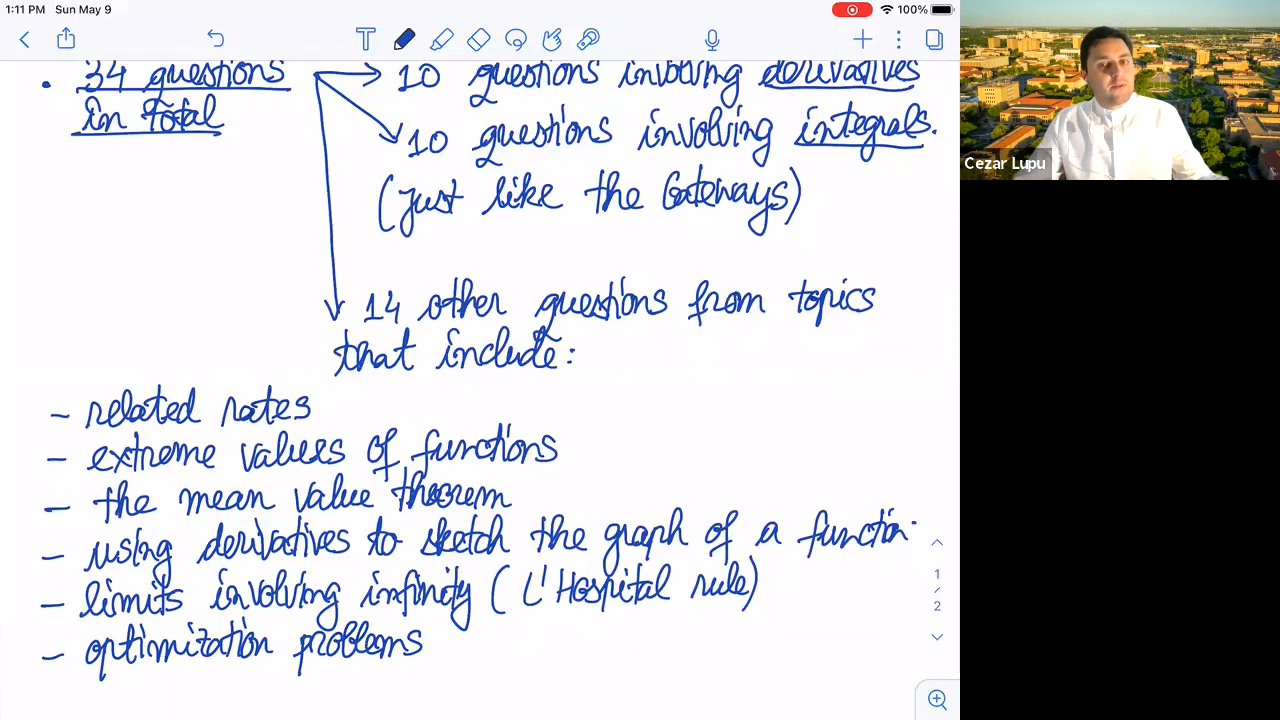 1:11 PM Sun May 9
100%
Cezar Lupu
• 34 questions in total
10 questions involving derivatives
10 questions involving integrals.
(Just like the Gateways)
14 other questions from topics
that include:
- related rates
- extreme values of functions
- the mean value theorem
- using derivatives to sketch the graph of a function.
- limits involving infinity (L'Hospital rule)
- optimization problems
1/2